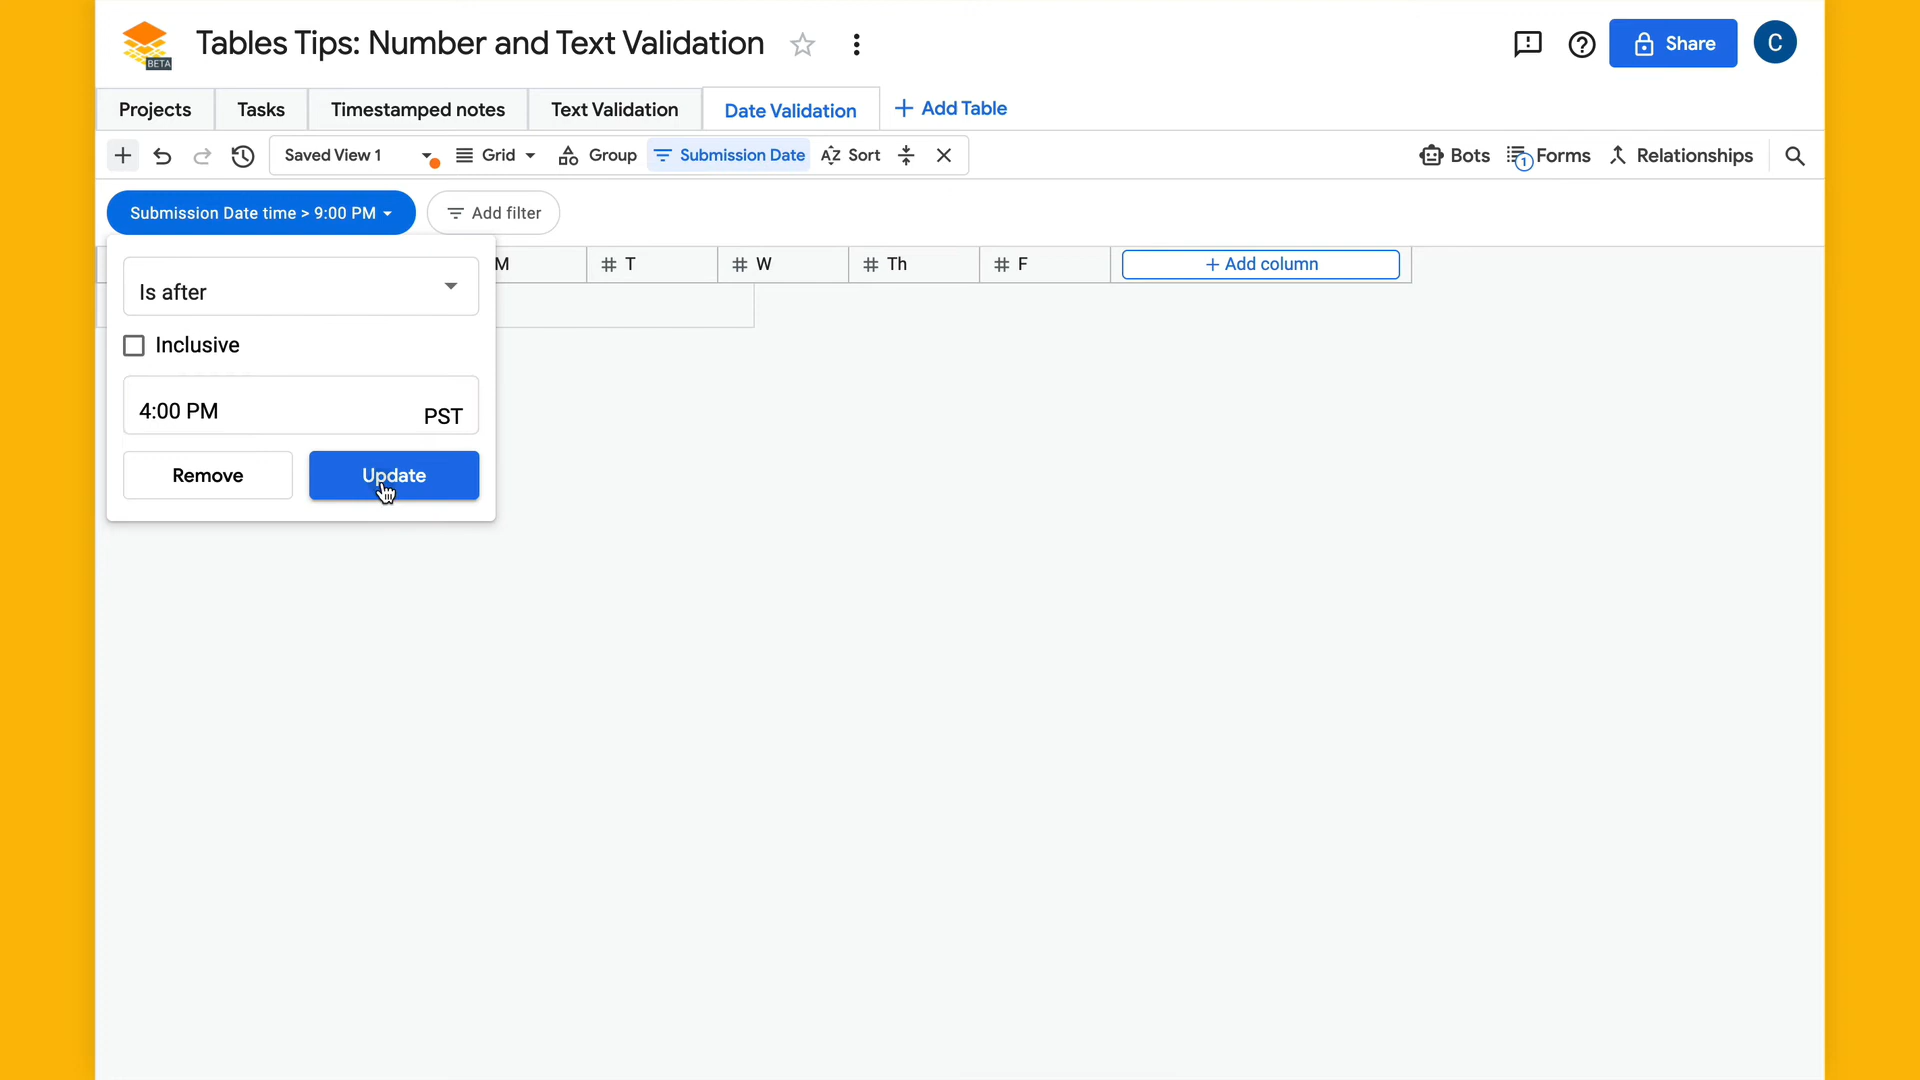 BETA
Tables Tips: Number and Text Validation
Share
C
Projects
Tasks
Timestamped notes
Text Validation
Date Validation
+ Add Table
Saved View 1
Grid
Group
Submission Date
AZ Sort
Bots
1 Forms
Relationships
Submission Date time > 9:00 PM
Add filter
M
# T
# W
# Th
# F
+ Add column
Is after
Inclusive
4:00 PM
PST
Remove
Update